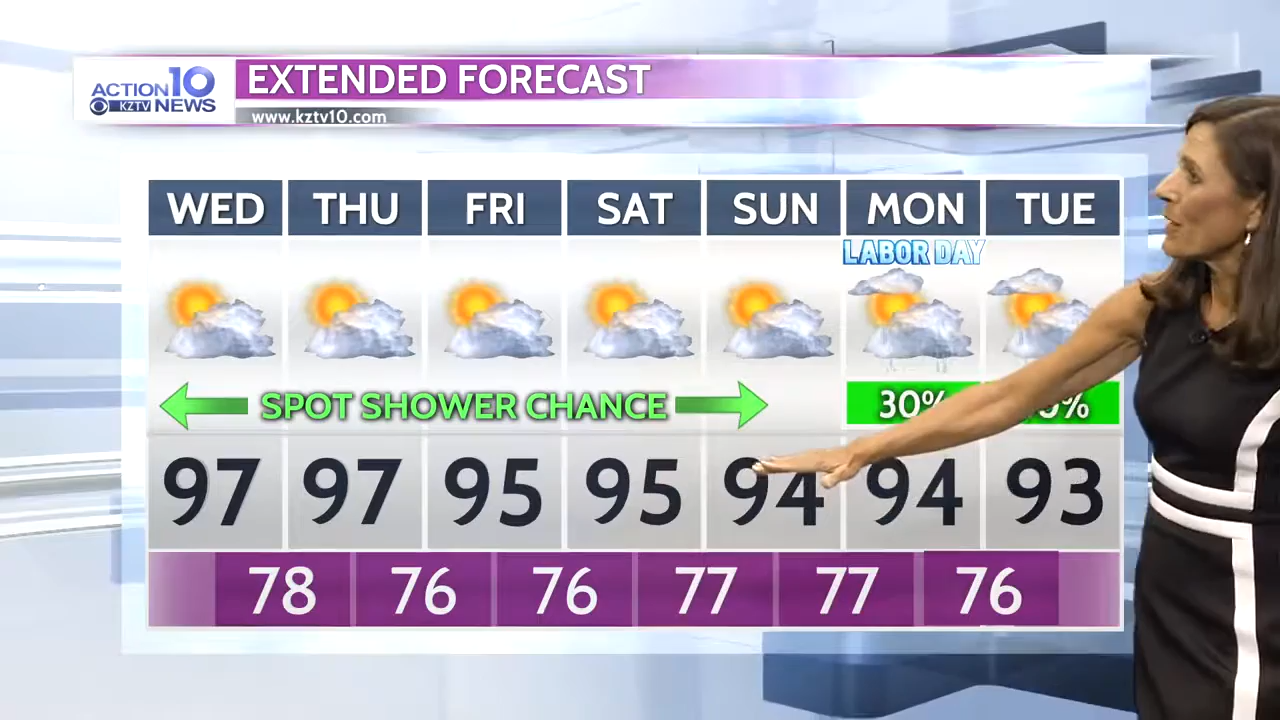 ACTION 10
KZTV NEWS
EXTENDED FORECAST
www.kztv10.com
WED THU FRI SAT SUN MON TUE
LABOR DAY
SPOT SHOWER CHANCE 30%
97 97 95 95 94 94 93
78 76 76 77 77 76